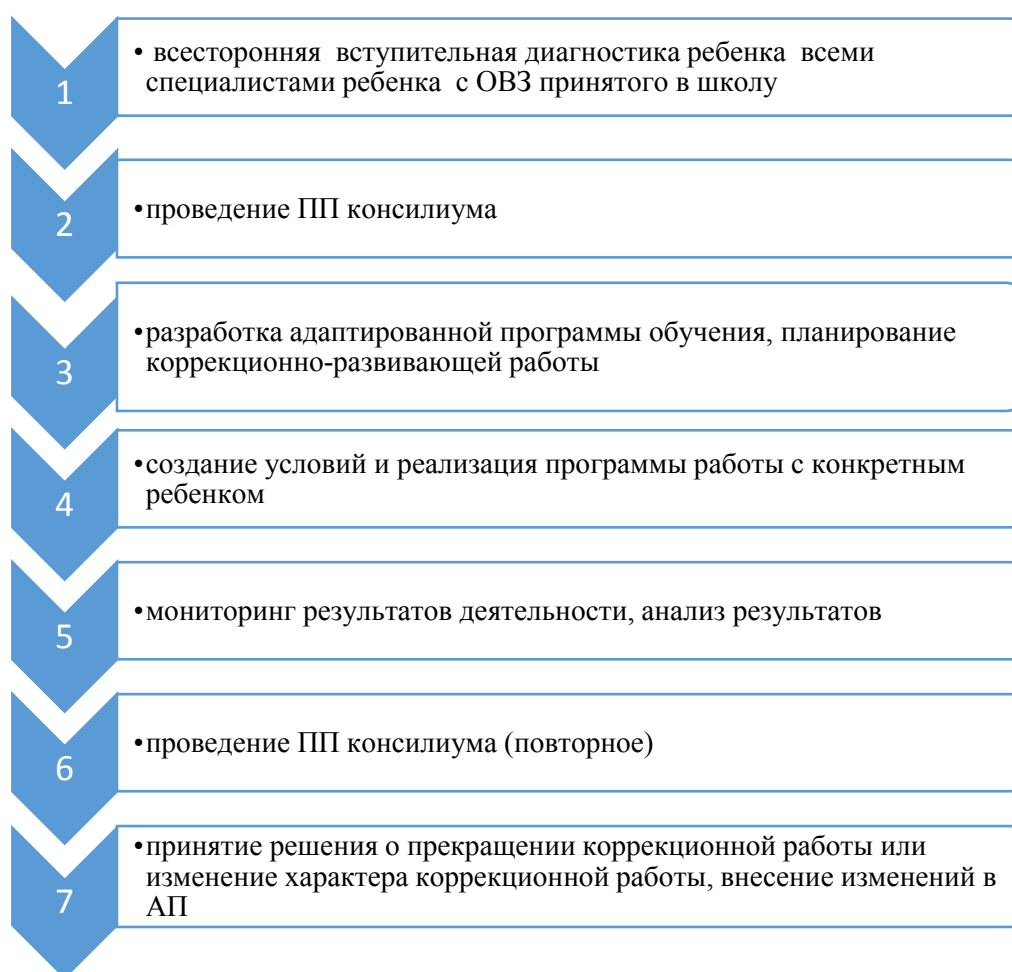 1
• всесторонняя вступительная диагностика ребенка всеми
специалистами ребенка с ОВЗ принятого в школу
2
•проведение ПП консилиума
3
•разработка адаптированной программы обучения, планирование
коррекционно-развивающей работы
4
•создание условий и реализация программы работы с конкретным
ребенком
5
•мониторинг результатов деятельности, анализ результатов
6
•проведение ПП консилиума (повторное)
7
•принятие решения о прекращении коррекционной работы или
изменение характера коррекционной работы, внесение изменений в
АП